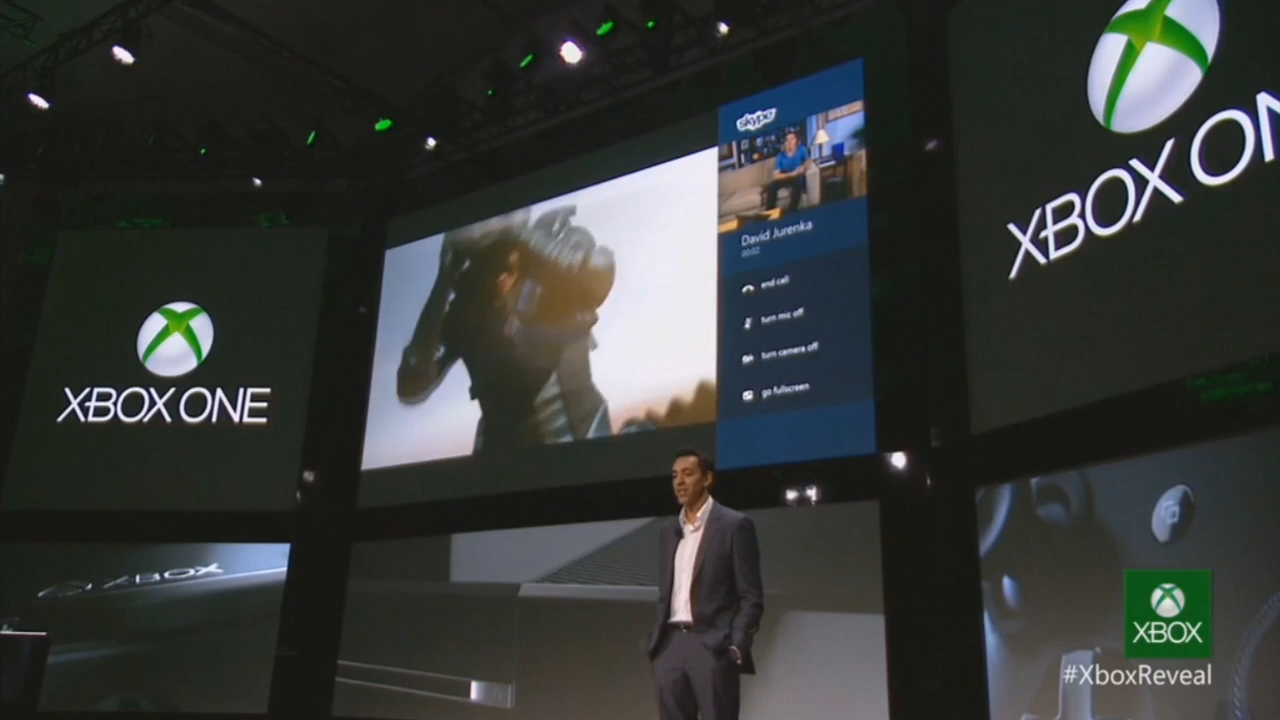 XBOX ONE
skype
David Jurenka
00:02
end call
turn mic off
turn camera off
go fullscreen
XBOX ON
XBOX
XBOX
#XboxReveal